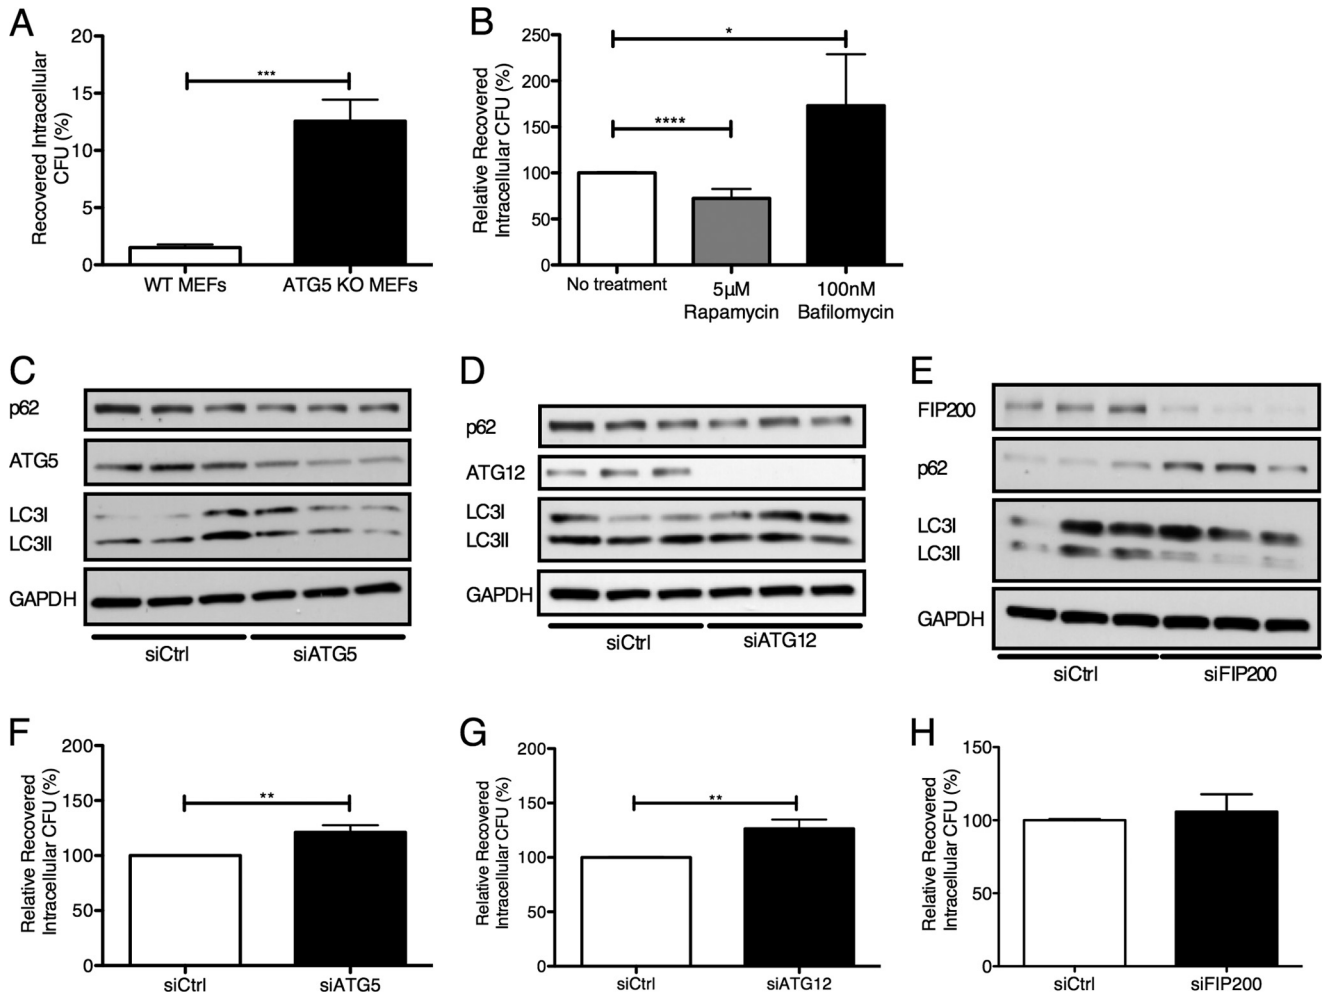 A
Recovered Intracellular
CFU (%)
20
15
10
5
0
***
WT MEFs
ATG5 KO MEFs
B
Relative Recovered
Intracellular CFU (%)
250
200
150
100
50
0
*
****
No treatment
5μM
Rapamycin
100nM
Bafilomycin
C
p62
ATG5
LC3I
LC3II
GAPDH
siCtrl
siATG5
D
p62
ATG12
LC3I
LC3II
GAPDH
siCtrl
siATG12
E
FIP200
p62
LC3I
LC3II
GAPDH
siCtrl
siFIP200
F
Relative Recovered
Intracellular CFU (%)
200
150
100
50
0
**
siCtrl
siATG5
G
Relative Recovered
Intracellular CFU (%)
200
150
100
50
0
**
siCtrl
siATG12
H
Relative Recovered
Intracellular CFU (%)
150
100
50
0
siCtrl
siFIP200